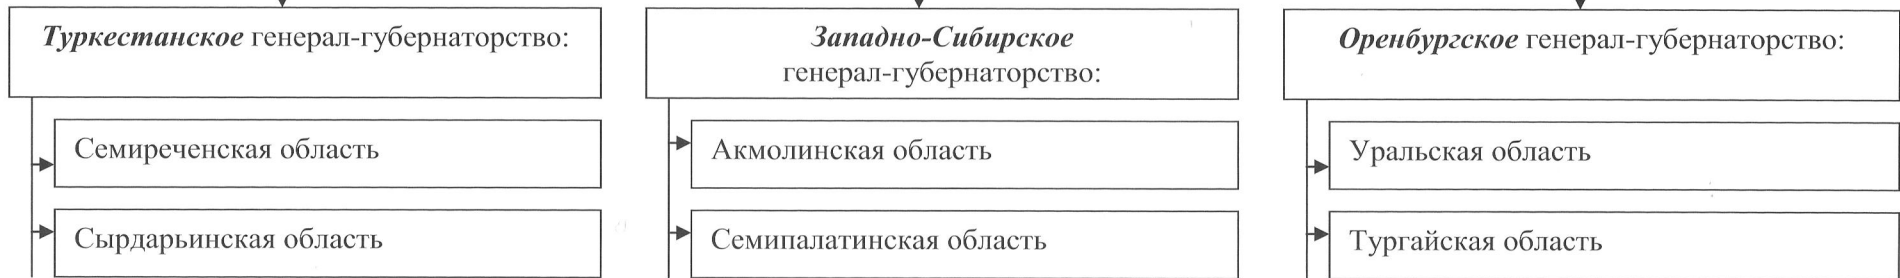 Туркестанское генерал-губернаторство:
Семиреченская область
Сырдарьинская область
Западно-Сибирское
генерал-губернаторство:
Акмолинская область
Семипалатинская область
Оренбургское генерал-губернаторство:
Уральская область
Тургайская область